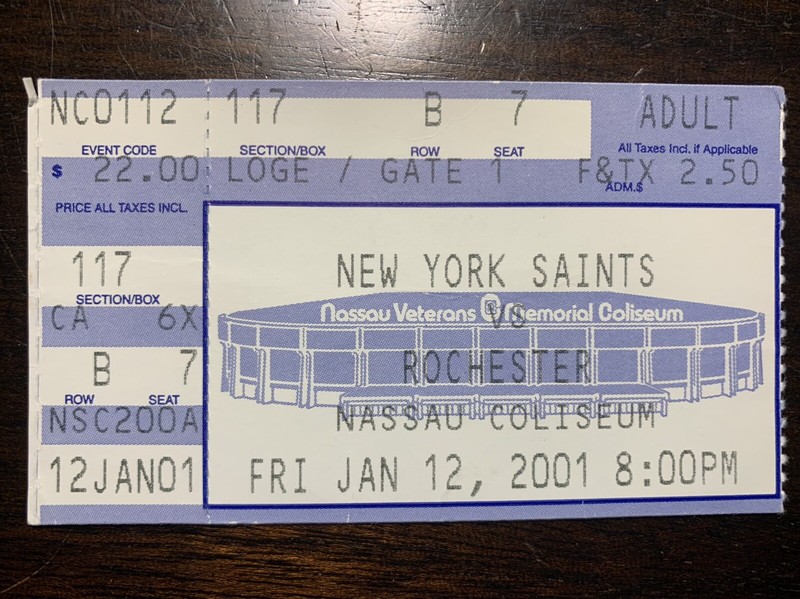 NC0112 117 B 7 ADULT
EVENT CODE SECTION/BOX ROW SEAT All Taxes Incl. if Applicable
$ 22.00 LOGE / GATE 1 F&TX 2.50
ADM.$
PRICE ALL TAXES INCL.
117
SECTION/BOX
CA 6X
B 7
ROW SEAT
NSC200A
12JAN01
NEW YORK SAINTS
Nassau Veterans Memorial Coliseum
VS
ROCHESTER
NASSAU COLISEUM
FRI JAN 12, 2001 8:00PM